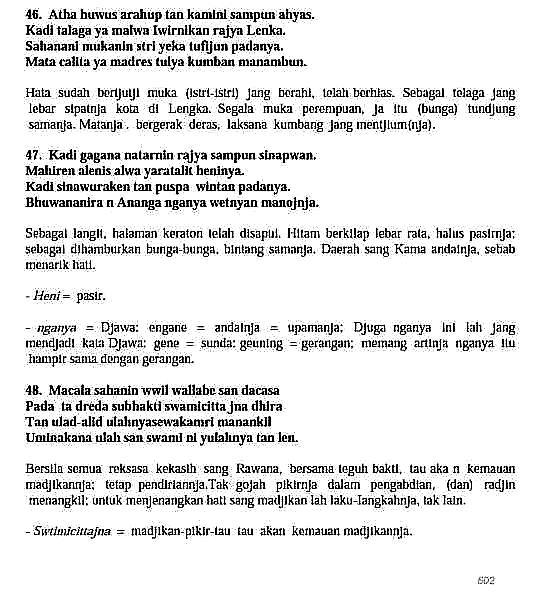 46. Atha huwus arahup tan kamini sampun ahyas.
Kadi talaga ya malwa lwirnikan rajya Lenka.
Sahanani mukanin stri yeka tufijun padanya.
Mata calita ya madres tulya kumban manambun.
Hata sudah bertjutji muka (istri-istri) jang berahi, telah berhias. Sebagai telaga jang
lebar sipatnja kota di Lengka. Segala muka perempuan, ja itu (bunga) tundjung
samanja. Matanja . bergerak deras, laksana kumbang jang mentjium(nja).
47. Kadi gagana natarnin rajya sampun sinapwan.
Mahiren alenis alwa yaratalit heninya.
Kadi sinawuraken tan puspa wintan padanya.
Bhuwananira n Ananga nganya wetnyan manojnja.
Sebagai langit, halaman keraton telah disapui. Hitam berkilap lebar rata, halus pasirnja;
sebagai dihamburkan bunga-bunga, bintang samanja. Daerah sang Kama andainja, sebab
menarik hati.
- Heni = pasir.
- nganya = Djawa: engane = andainja = upamanja; Djuga nganya ini lah jang
mendjadi kata Djawa: gene = sunda: geuning = gerangan; memang artinja nganya itu
hampir sama dengan gerangan.
48. Macala sahanin wwil wallabe san dacasa
Pada ta dreda subhakti swamicitta jna dhira
Tan ulad-alid ulahnyasewakamri manankil
Uminakana ulah san swami ni yulahnya tan len.
Bersila semua reksasa kekasih sang Rawana, bersama teguh bakti, tau aka n kemauan
madjikannja; tetap pendiriannja.Tak gojah pikirnja dalam pengabdian, (dan) radjin
menangkil; untuk menjenangkan hati sang madjikan lah laku-langkahnja, tak lain.
- Swtimicittajna = madjikan-pikir-tau tau akan kemauan madjikannja.
602